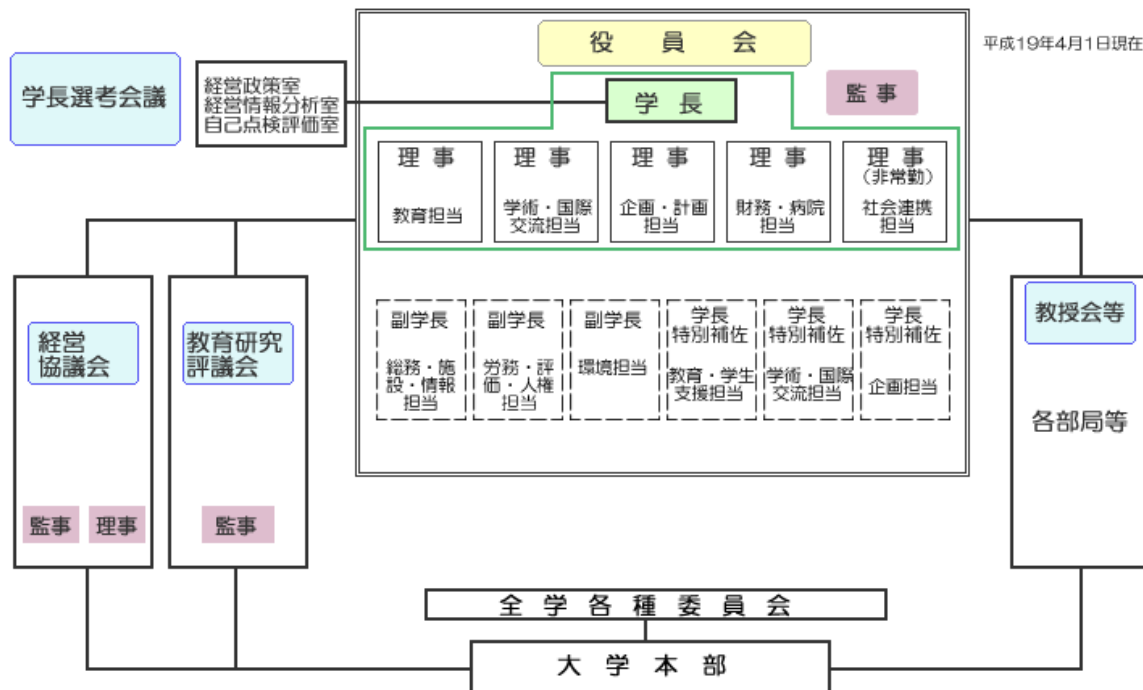 役員会
平成19年4月1日現在
学長選考会議
経営政策室
経営情報分析室
自己点検評価室
学長
監事
理事
教育担当
理事
学術・国際
交流担当
理事
企画・計画
担当
理事
財務・病院
担当
理事
(非常勤)
社会連携
担当
副学長
総務・施
設・情報
担当
副学長
労務・評
価・人権
担当
副学長
環境担当
学長
特別補佐
教育・学生
支援担当
学長
特別補佐
学術・国際
交流担当
学長
特別補佐
企画担当
経営
協議会
監事
理事
教育研究
評議会
監事
教授会等
各部局等
全学各種委員会
大学本部